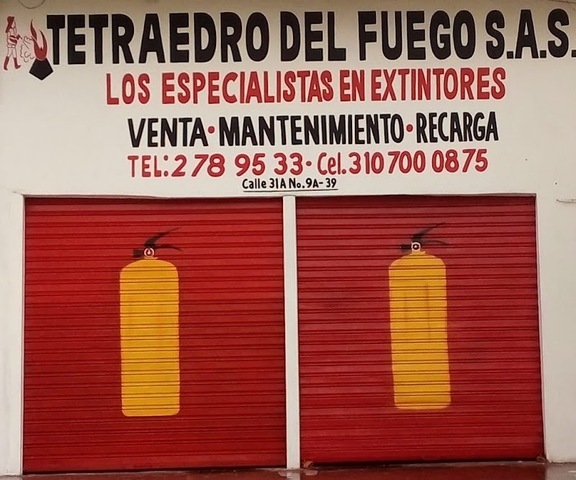 TETRAEDRO DEL FUEGO S.A.S.
LOS ESPECIALISTAS EN EXTINTORES
VENTA·MANTENIMIENTO·RECARGA
TEL: 278 95 33· Cel. 310 700 0875
Calle 31A No. 9A-39